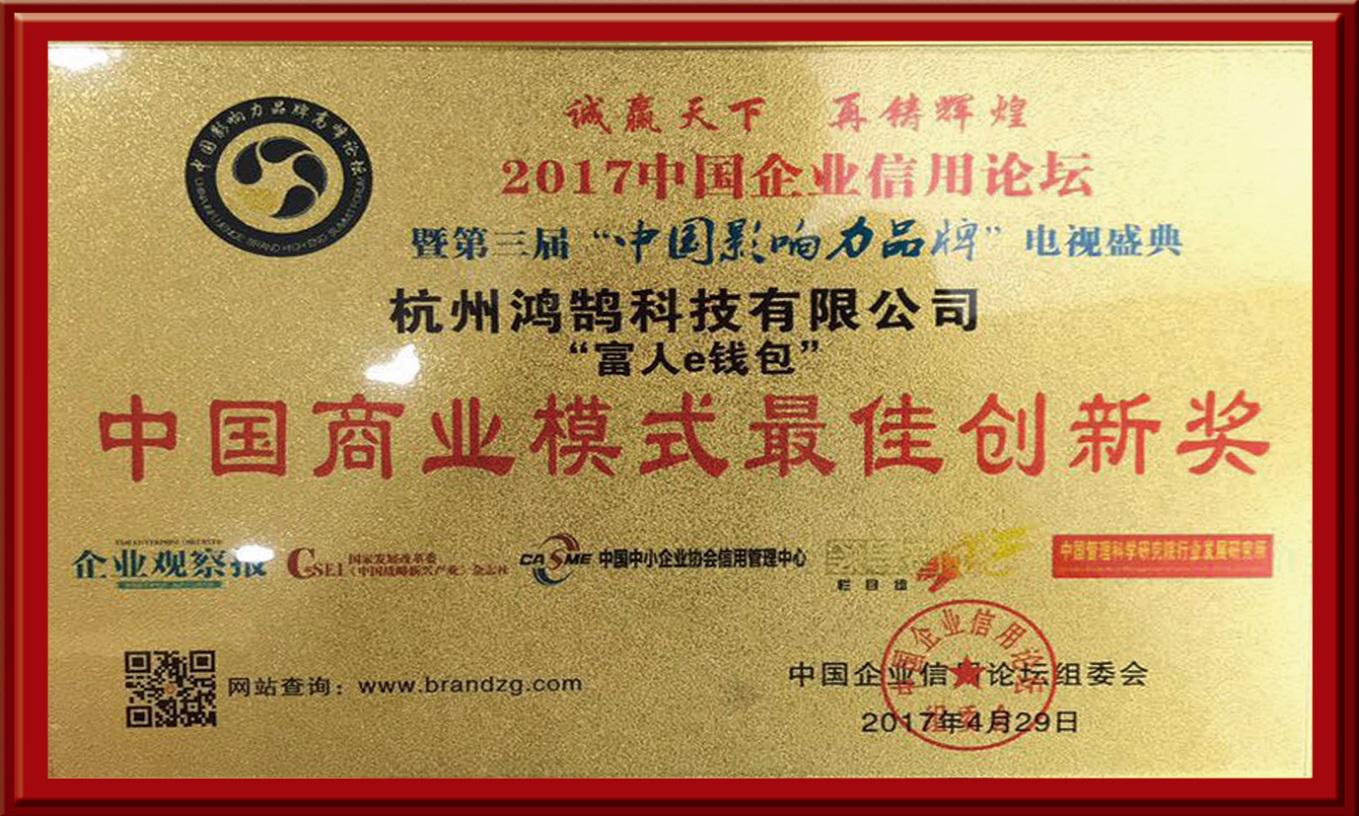 中国影响力品牌高峰论坛
CHINA INFLUENCE BRAND HIGH-END SUMMIT FORUM
诚赢天下 再铸辉煌
2017中国企业信用论坛
暨第三届“中国影响力品牌”电视盛典
杭州鸿鹄科技有限公司
“富人e钱包”
中国商业模式最佳创新奖
企业观察报
CSEI 国家发展改革委
《中国战略新兴产业》杂志社
CASME 中国中小企业协会信用管理中心
栏目组
中国管理科学研究院行业发展研究所
网站查询：www.brandzg.com
中国企业信用论坛组委会
2017年4月29日
中国企业信用论坛
组委会